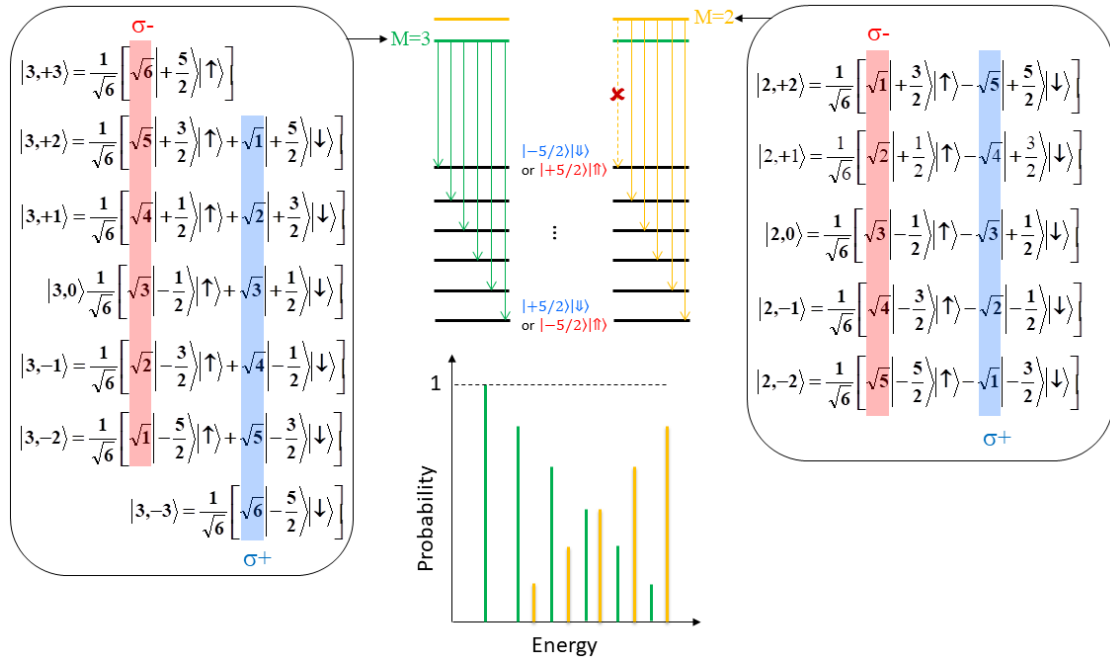 σ-
|3,+3⟩ = 1/√6 [√6|+5/2⟩|↑⟩]
|3,+2⟩ = 1/√6 [√5|+3/2⟩|↑⟩+√1|+5/2⟩|↓⟩]
|3,+1⟩ = 1/√6 [√4|+1/2⟩|↑⟩+√2|+3/2⟩|↓⟩]
|3,0⟩ 1/√6 [√3|−1/2⟩|↑⟩+√3|+1/2⟩|↓⟩]
|3,−1⟩ = 1/√6 [√2|−3/2⟩|↑⟩+√4|−1/2⟩|↓⟩]
|3,−2⟩ = 1/√6 [√1|−5/2⟩|↑⟩+√5|−3/2⟩|↓⟩]
|3,−3⟩ = 1/√6 [√6|−5/2⟩|↓⟩]
σ+
M=3
M=2
✘
|−5/2⟩|⇓⟩
or |+5/2⟩|⇑⟩
...
|+5/2⟩|⇓⟩
or |−5/2⟩|⇑⟩
1
Probability
Energy
σ-
|2,+2⟩ = 1/√6 [√1|+3/2⟩|↑⟩−√5|+5/2⟩|↓⟩]
|2,+1⟩ = 1/√6 [√2|+1/2⟩|↑⟩−√4|+3/2⟩|↓⟩]
|2,0⟩ = 1/√6 [√3|−1/2⟩|↑⟩−√3|+1/2⟩|↓⟩]
|2,−1⟩ = 1/√6 [√4|−3/2⟩|↑⟩−√2|−1/2⟩|↓⟩]
|2,−2⟩ = 1/√6 [√5|−5/2⟩|↑⟩−√1|−3/2⟩|↓⟩]
σ+